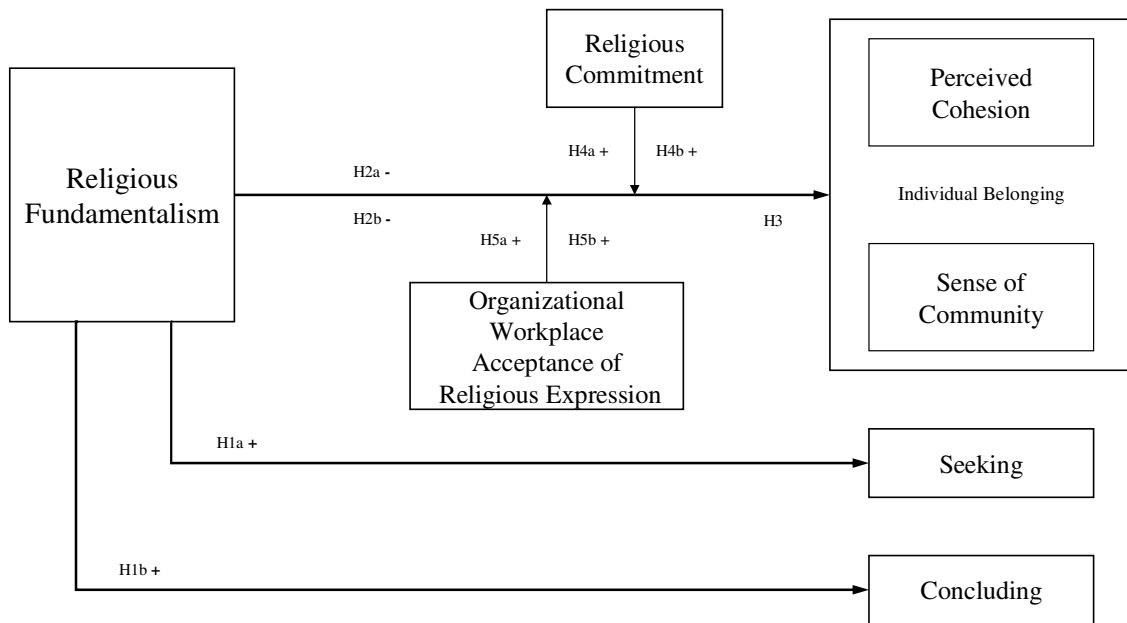 Religious
Commitment
Perceived
Cohesion
Religious
Fundamentalism
H4a +
H4b +
H2a -
H2b -
Individual Belonging
H3
H5a +
H5b +
Organizational
Workplace
Acceptance of
Religious Expression
Sense of
Community
H1a +
Seeking
H1b +
Concluding